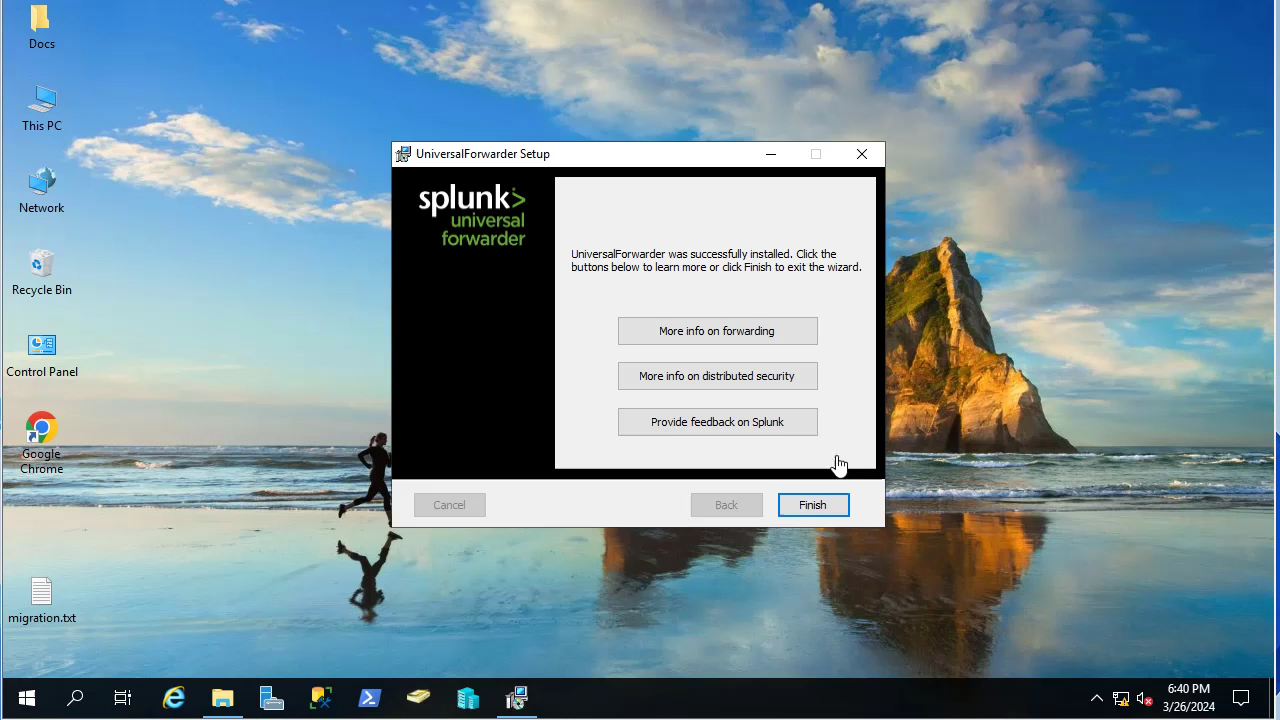 Docs
This PC
Network
Recycle Bin
Control Panel
Google
Chrome
migration.txt
UniversalForwarder Setup
splunk>
universal
forwarder
UniversalForwarder was successfully installed. Click the
buttons below to learn more or click Finish to exit the wizard.
More info on forwarding
More info on distributed security
Provide feedback on Splunk
Cancel
Back
Finish
6:40 PM
3/26/2024